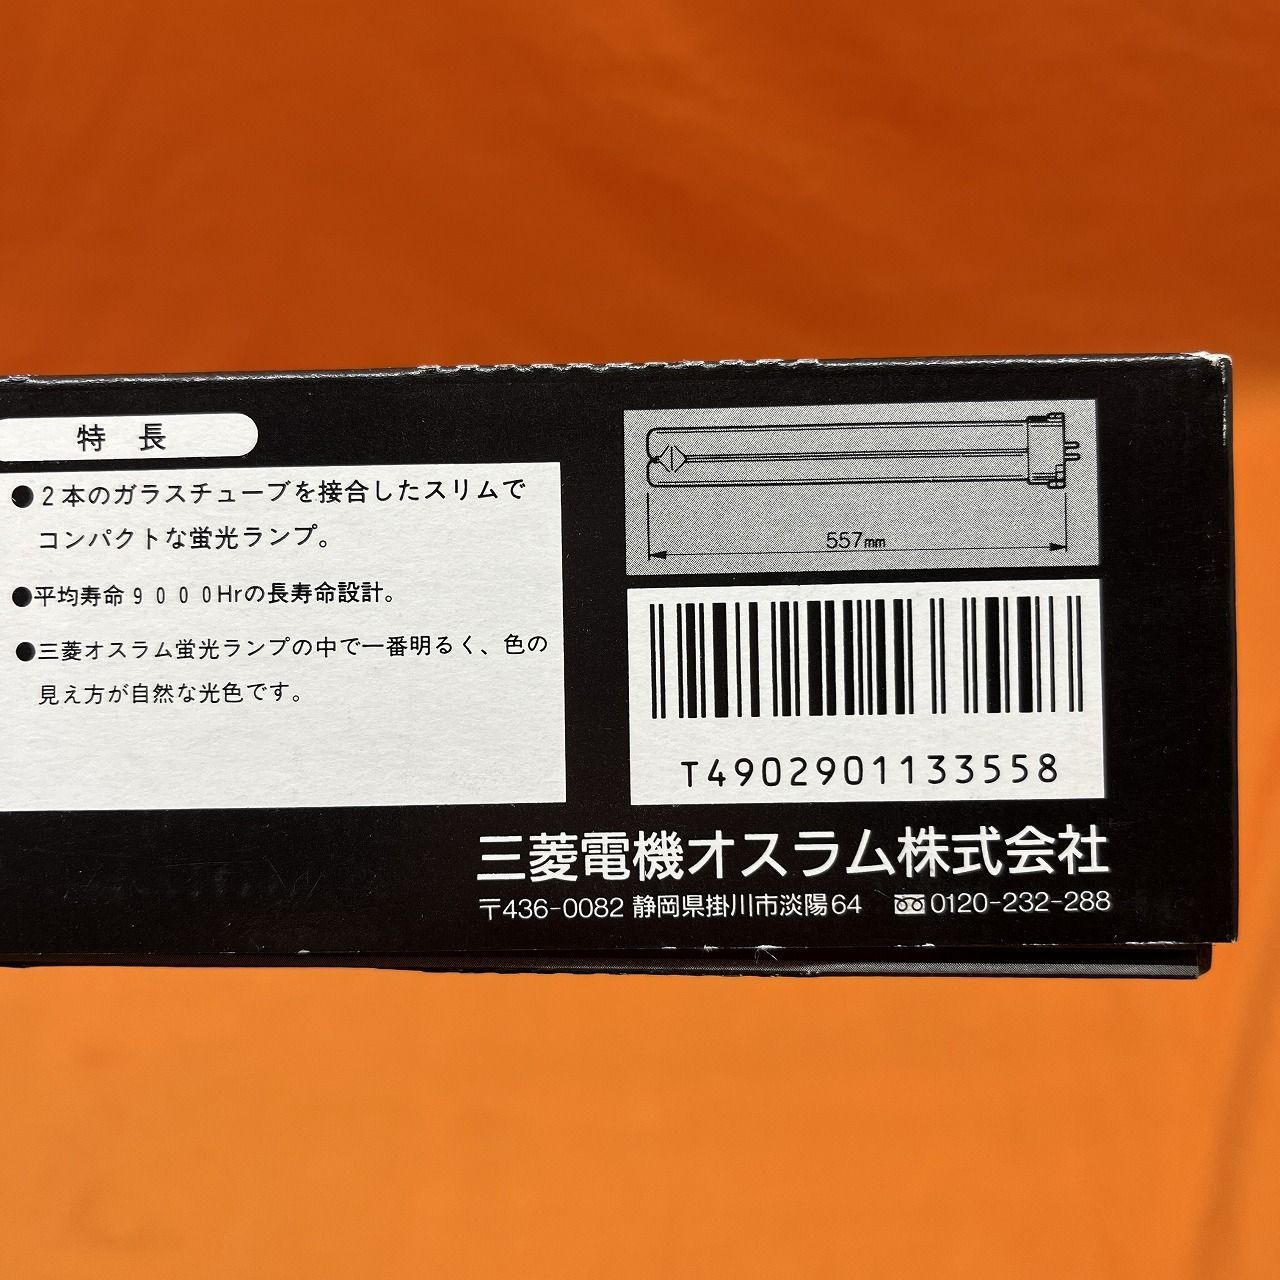 特長
●2本のガラスチューブを接合したスリムで
コンパクトな蛍光ランプ。
●平均寿命9000Hrの長寿命設計。
●三菱オスラム蛍光ランプの中で一番明るく、色の
見え方が自然な光色です。
557mm
T4902901133558
三菱電機オスラム株式会社
〒436-0082 静岡県掛川市淡陽64 0120-232-288